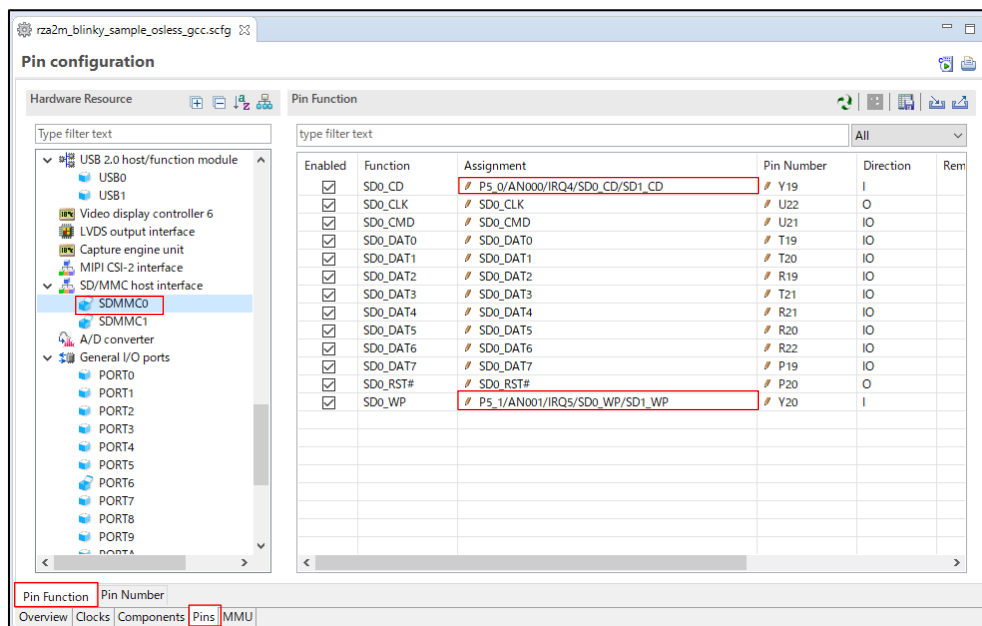 rza2m_blinky_sample_osless_gcc.scfg
Pin configuration
Hardware Resource
Type filter text
USB 2.0 host/function module
USB0
USB1
Video display controller 6
LVDS output interface
Capture engine unit
MIPI CSI-2 interface
SD/MMC host interface
SDMMC0
SDMMC1
A/D converter
General I/O ports
PORT0
PORT1
PORT2
PORT3
PORT4
PORT5
PORT6
PORT7
PORT8
PORT9
PORTA
Pin Function
type filter text All
Enabled Function Assignment Pin Number Direction Rem
SD0_CD P5_0/AN000/IRQ4/SD0_CD/SD1_CD Y19 I
SD0_CLK SD0_CLK U22 O
SD0_CMD SD0_CMD U21 IO
SD0_DAT0 SD0_DAT0 T19 IO
SD0_DAT1 SD0_DAT1 T20 IO
SD0_DAT2 SD0_DAT2 R19 IO
SD0_DAT3 SD0_DAT3 T21 IO
SD0_DAT4 SD0_DAT4 R21 IO
SD0_DAT5 SD0_DAT5 R20 IO
SD0_DAT6 SD0_DAT6 R22 IO
SD0_DAT7 SD0_DAT7 P19 IO
SD0_RST# SD0_RST# P20 O
SD0_WP P5_1/AN001/IRQ5/SD0_WP/SD1_WP Y20 I
Pin Function Pin Number
Overview Clocks Components Pins MMU